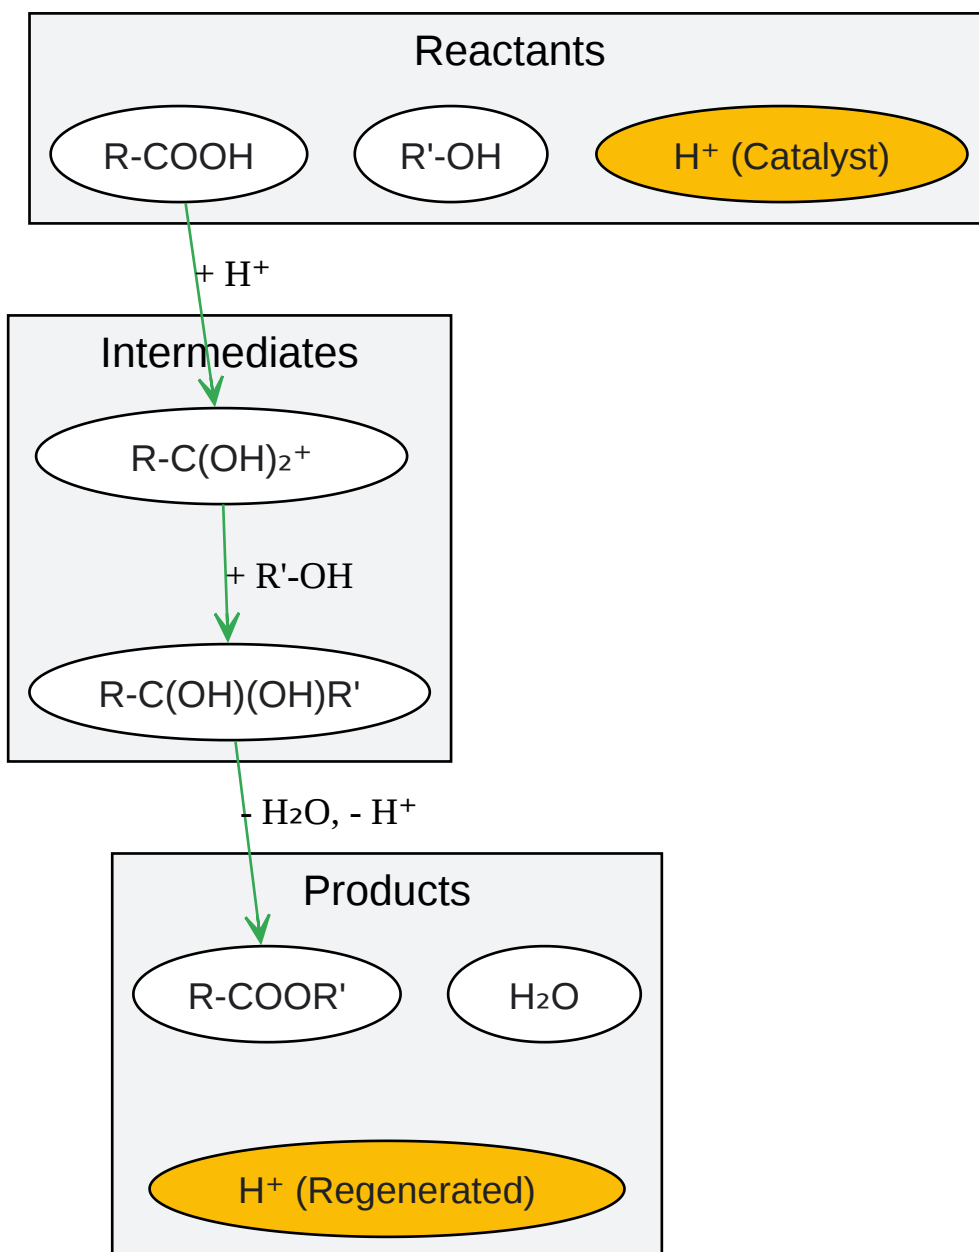 Reactants
R-COOH
R'-OH
H⁺ (Catalyst)
+ H⁺
Intermediates
R-C(OH)₂⁺
+ R'-OH
R-C(OH)(OH)R'
- H₂O, - H⁺
Products
R-COOR'
H₂O
H⁺ (Regenerated)